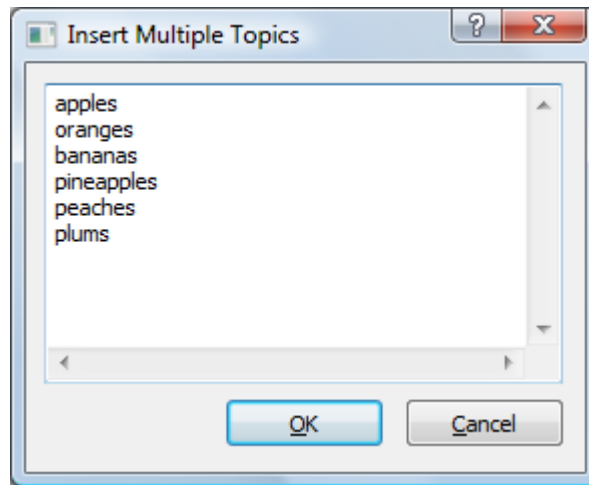 Insert Multiple Topics
apples
oranges
bananas
pineapples
peaches
plums
OK
Cancel